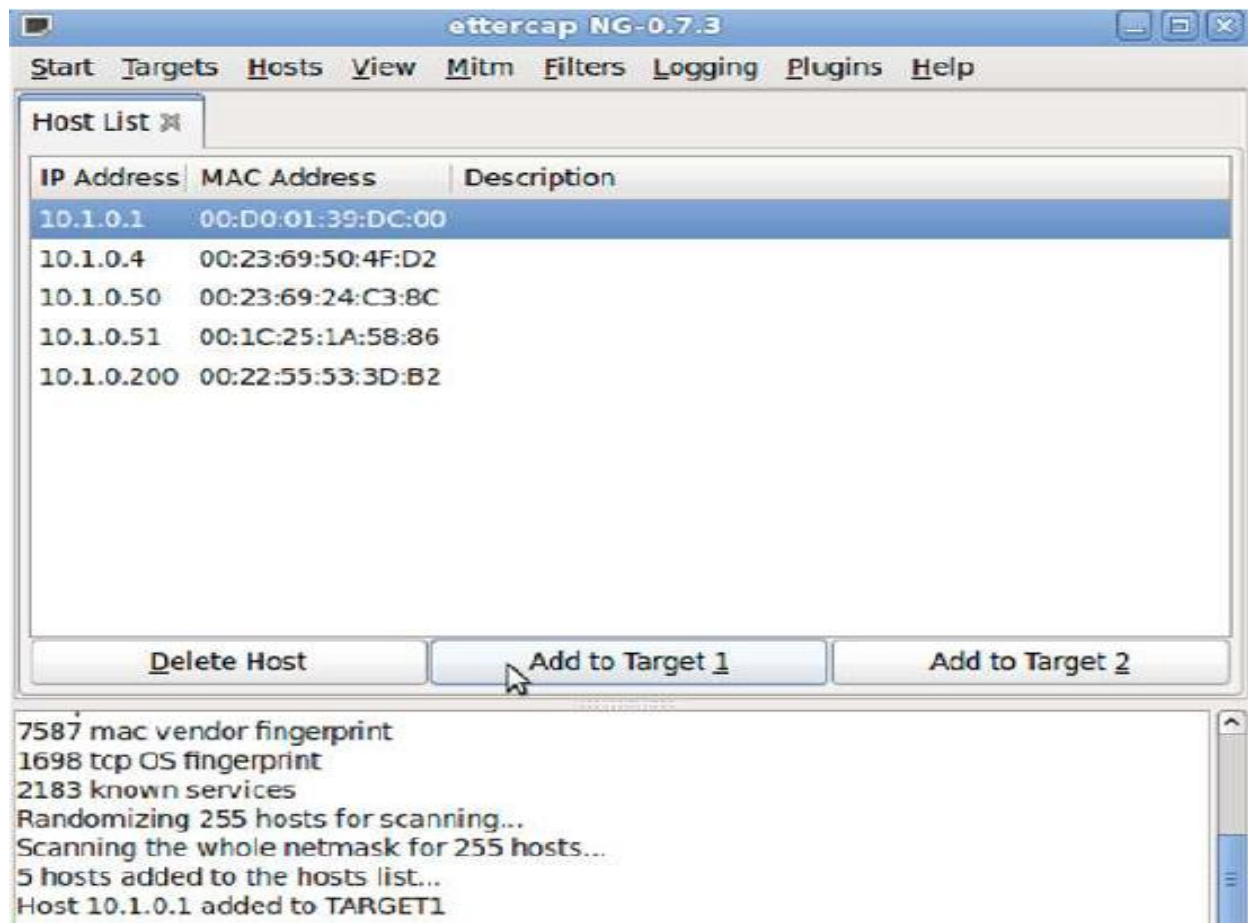 ettercap NG-0.7.3
Start Targets Hosts View Mitm Filters Logging Plugins Help
Host List
IP Address MAC Address Description
10.1.0.1 00:D0:01:39:DC:00
10.1.0.4 00:23:69:50:4F:D2
10.1.0.50 00:23:69:24:C3:8C
10.1.0.51 00:1C:25:1A:58:86
10.1.0.200 00:22:55:53:3D:B2
Delete Host Add to Target 1 Add to Target 2
7587 mac vendor fingerprint
1698 tcp OS fingerprint
2183 known services
Randomizing 255 hosts for scanning...
Scanning the whole netmask for 255 hosts...
5 hosts added to the hosts list...
Host 10.1.0.1 added to TARGET1